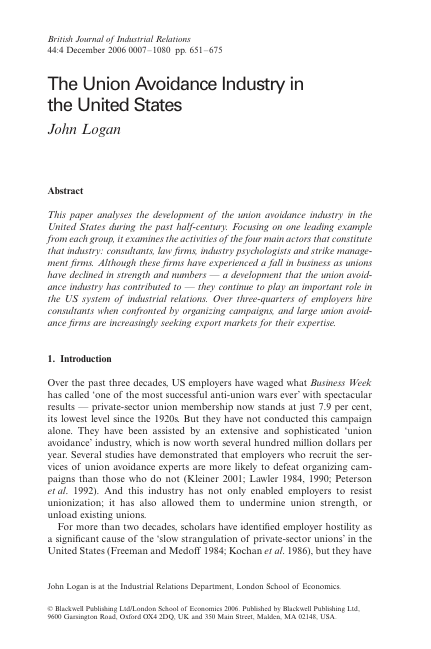 British Journal of Industrial Relations
44:4 December 2006 0007–1080 pp. 651–675
The Union Avoidance Industry in
the United States
John Logan
Abstract
This paper analyses the development of the union avoidance industry in the
United States during the past half-century. Focusing on one leading example
from each group, it examines the activities of the four main actors that constitute
that industry: consultants, law firms, industry psychologists and strike manage-
ment firms. Although these firms have experienced a fall in business as unions
have declined in strength and numbers — a development that the union avoid-
ance industry has contributed to — they continue to play an important role in
the US system of industrial relations. Over three-quarters of employers hire
consultants when confronted by organizing campaigns, and large union avoid-
ance firms are increasingly seeking export markets for their expertise.
1. Introduction
Over the past three decades, US employers have waged what Business Week
has called ‘one of the most successful anti-union wars ever’ with spectacular
results — private-sector union membership now stands at just 7.9 per cent,
its lowest level since the 1920s. But they have not conducted this campaign
alone. They have been assisted by an extensive and sophisticated ‘union
avoidance’ industry, which is now worth several hundred million dollars per
year. Several studies have demonstrated that employers who recruit the ser-
vices of union avoidance experts are more likely to defeat organizing cam-
paigns than those who do not (Kleiner 2001; Lawler 1984, 1990; Peterson
et al. 1992). And this industry has not only enabled employers to resist
unionization; it has also allowed them to undermine union strength, or
unload existing unions.
For more than two decades, scholars have identified employer hostility as
a significant cause of the ‘slow strangulation of private-sector unions’ in the
United States (Freeman and Medoff 1984; Kochan et al. 1986), but they have
John Logan is at the Industrial Relations Department, London School of Economics.
© Blackwell Publishing Ltd/London School of Economics 2006. Published by Blackwell Publishing Ltd,
9600 Garsington Road, Oxford OX4 2DQ, UK and 350 Main Street, Malden, MA 02148, USA.